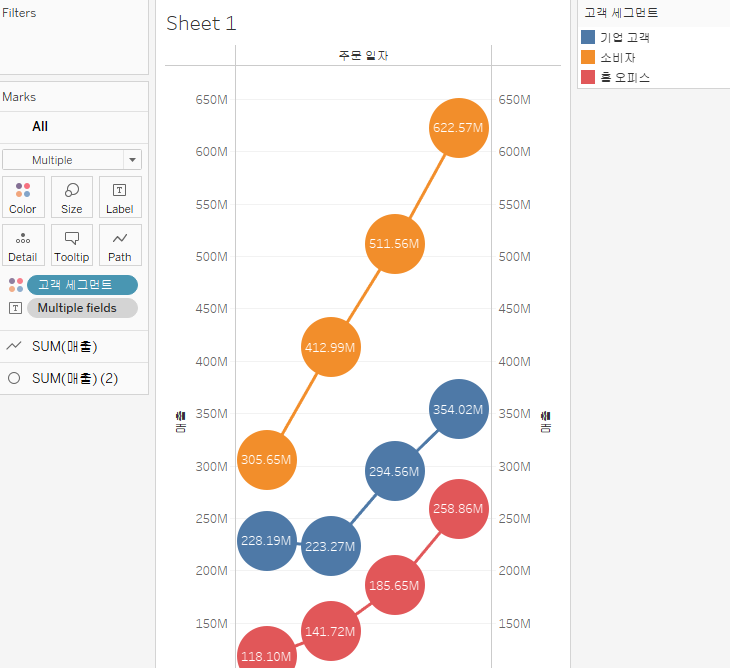 Filters
Marks
All
Multiple
Color
Size
Label
Detail
Tooltip
Path
고객 세그먼트
Multiple fields
SUM(매출)
SUM(매출) (2)
Sheet 1
주문 일자
650M
600M
550M
500M
450M
400M
350M
300M
250M
200M
150M
매출
622.57M
511.56M
412.99M
305.65M
354.02M
294.56M
228.19M
223.27M
258.86M
185.65M
141.72M
118.10M
650M
600M
550M
500M
450M
400M
350M
300M
250M
200M
150M
매출
고객 세그먼트
기업 고객
소비자
홈 오피스